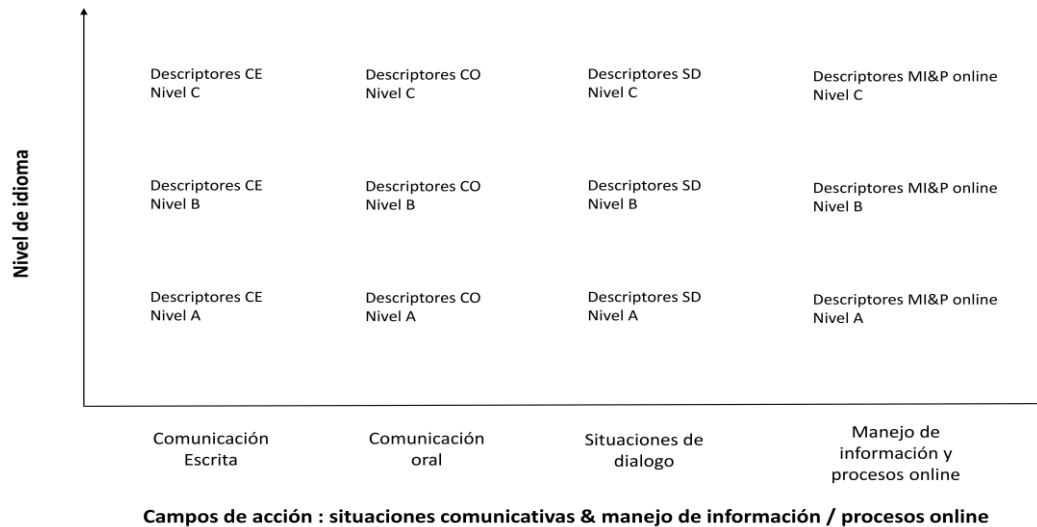 Nivel de idioma
Descriptores CE
Nivel C
Descriptores CO
Nivel C
Descriptores SD
Nivel C
Descriptores MI&P online
Nivel C
Descriptores CE
Nivel B
Descriptores CO
Nivel B
Descriptores SD
Nivel B
Descriptores MI&P online
Nivel B
Descriptores CE
Nivel A
Descriptores CO
Nivel A
Descriptores SD
Nivel A
Descriptores MI&P online
Nivel A
Comunicación
Escrita
Comunicación
oral
Situaciones de
dialogo
Manejo de
información y
procesos online
Campos de acción : situaciones comunicativas & manejo de información / procesos online